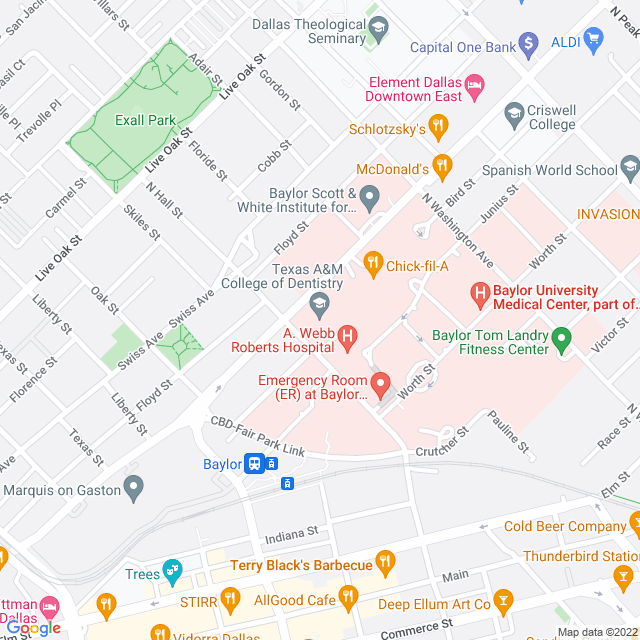 San Jacin
illars St
Dallas Theological
Seminary
Capital One Bank
ALDI
N Peak
Adair St
Live Oak St
Gordon St
Element Dallas
Downtown East
Criswell
College
Exall Park
Trevolle Pl
Schlotzsky's
Live Oak St
Floride St
Cobb St
McDonald's
Spanish World School
Bird St
Junius St
Carmel St
N Hall St
Skiles St
Baylor Scott &
White Institute for...
N Washington Ave
INVASION
Floyd St
Worth St
Live Oak St
Texas A&M
College of Dentistry
Chick-fil-A
Baylor University
Medical Center, part of...
Liberty St
Oak St
Swiss Ave
Swiss Ave
A. Webb
Roberts Hospital
Baylor Tom Landry
Fitness Center
Victor St
Texas St
Florence St
Floyd St
Liberty St
Emergency Room
(ER) at Baylor...
Worth St
CBD-Fair Park Link
Pauline St
Crutcher St
Race St
Texas St
Baylor
Elm St
Marquis on Gaston
Indiana St
Cold Beer Company
Terry Black's Barbecue
Thunderbird Station
Trees
Main
ttman
Dallas
STIRR
AllGood Cafe
Deep Ellum Art Co
Commerce St
Vidorra Dallas
Google
Map data ©2022